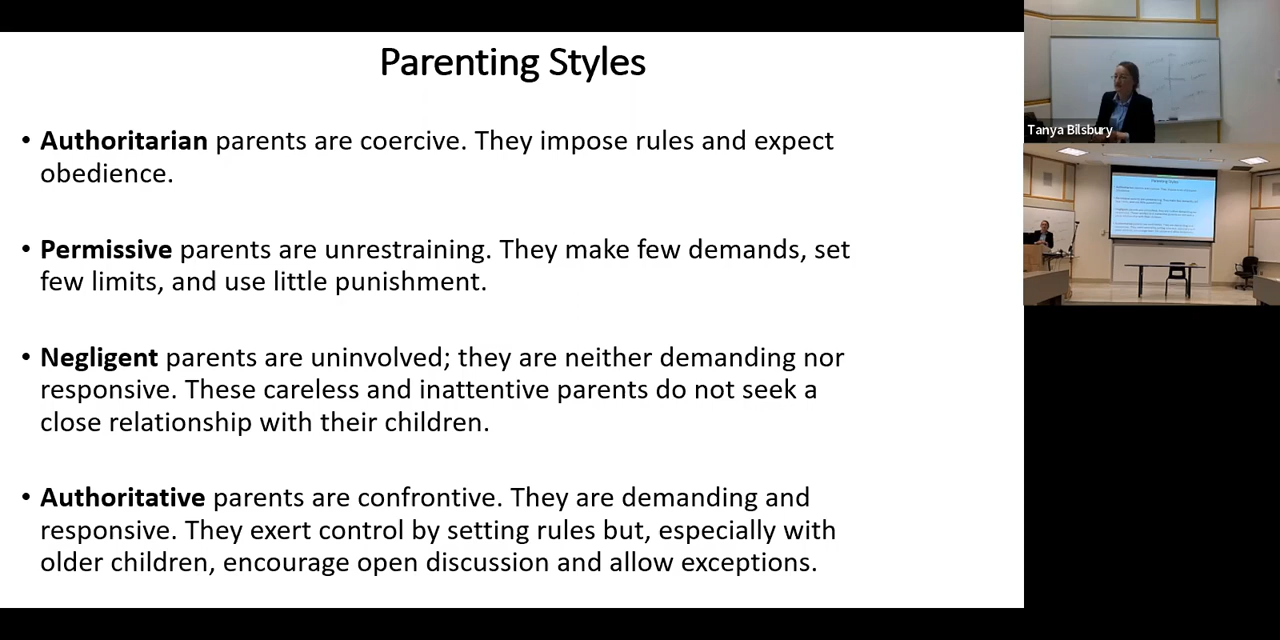 Parenting Styles
• Authoritarian parents are coercive. They impose rules and expect
obedience.
• Permissive parents are unrestraining. They make few demands, set
few limits, and use little punishment.
• Negligent parents are uninvolved; they are neither demanding nor
responsive. These careless and inattentive parents do not seek a
close relationship with their children.
• Authoritative parents are confrontive. They are demanding and
responsive. They exert control by setting rules but, especially with
older children, encourage open discussion and allow exceptions.
Tanya Bilsbury
Parenting Styles